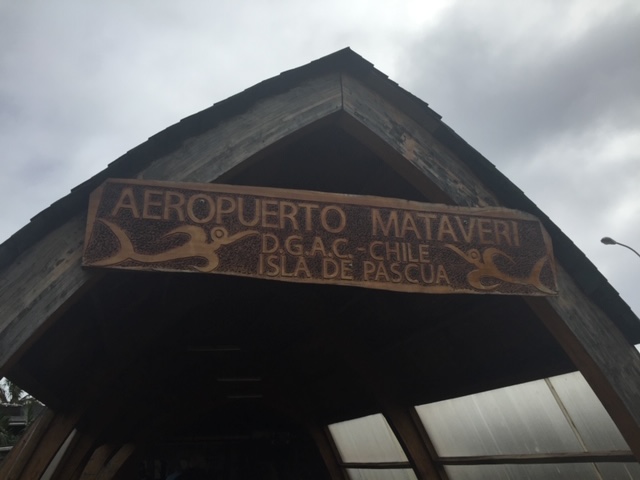 AEROPUERTO MATAVERI
D.G.A.C. - CHILE
ISLA DE PASCUA